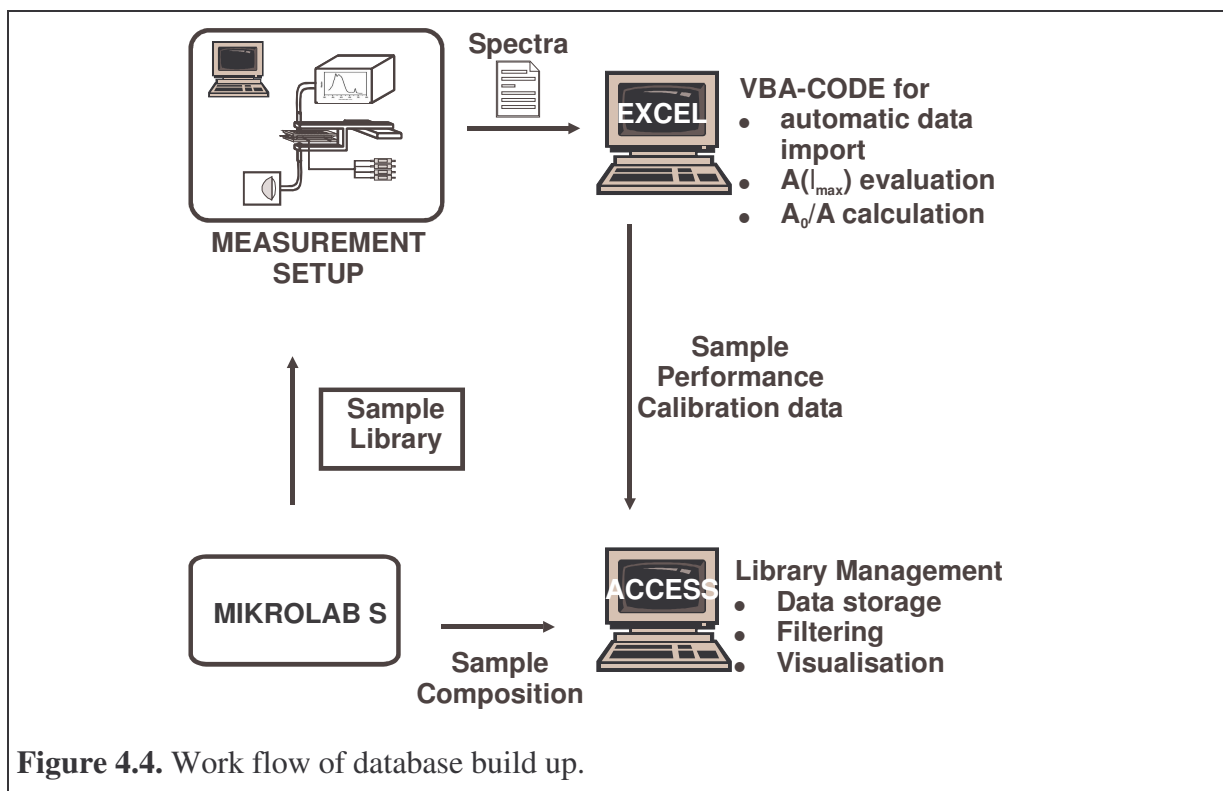 Spectra
EXCEL
VBA-CODE for
• automatic data
import
• A(l_max) evaluation
• A₀/A calculation
MEASUREMENT
SETUP
Sample
Performance
Calibration data
Sample
Library
MIKROLAB S
Sample
Composition
ACCESS
Library Management
• Data storage
• Filtering
• Visualisation
Figure 4.4. Work flow of database build up.